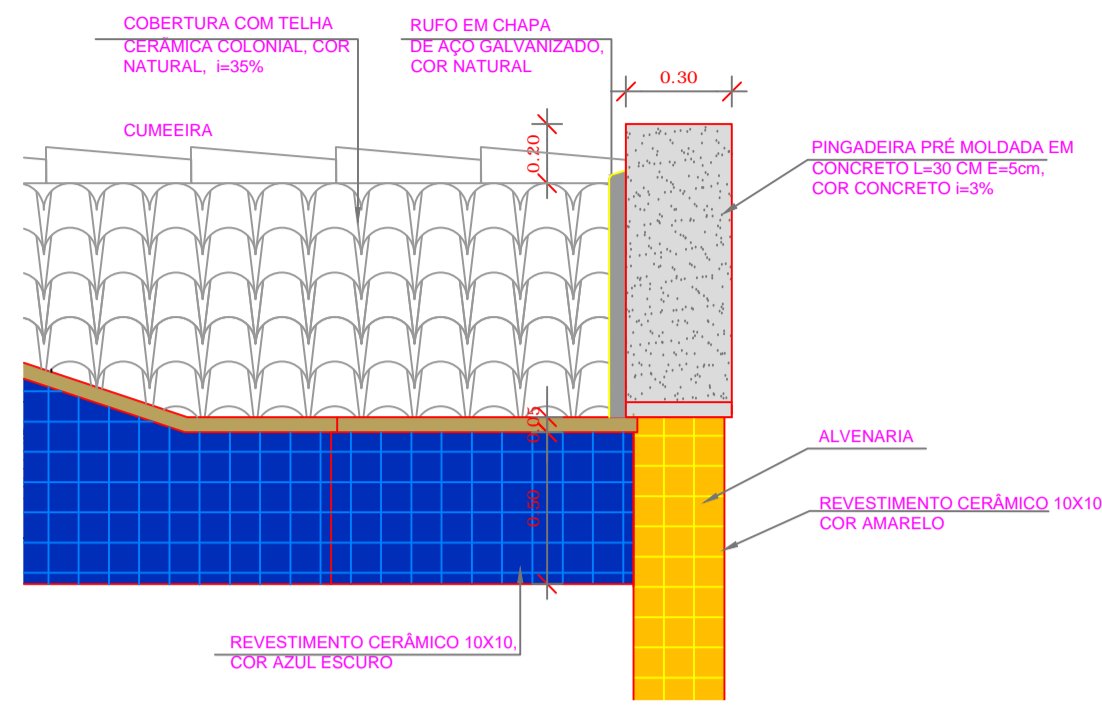 COBERTURA COM TELHA
CERÂMICA COLONIAL, COR
NATURAL, i=35%
RUFO EM CHAPA
DE AÇO GALVANIZADO,
COR NATURAL
0.30
CUMEEIRA
0.20
PINGADEIRA PRÉ MOLDADA EM
CONCRETO L=30 CM E=5cm,
COR CONCRETO i=3%
0.05
ALVENARIA
0.50
REVESTIMENTO CERÂMICO 10X10
COR AMARELO
REVESTIMENTO CERÂMICO 10X10,
COR AZUL ESCURO